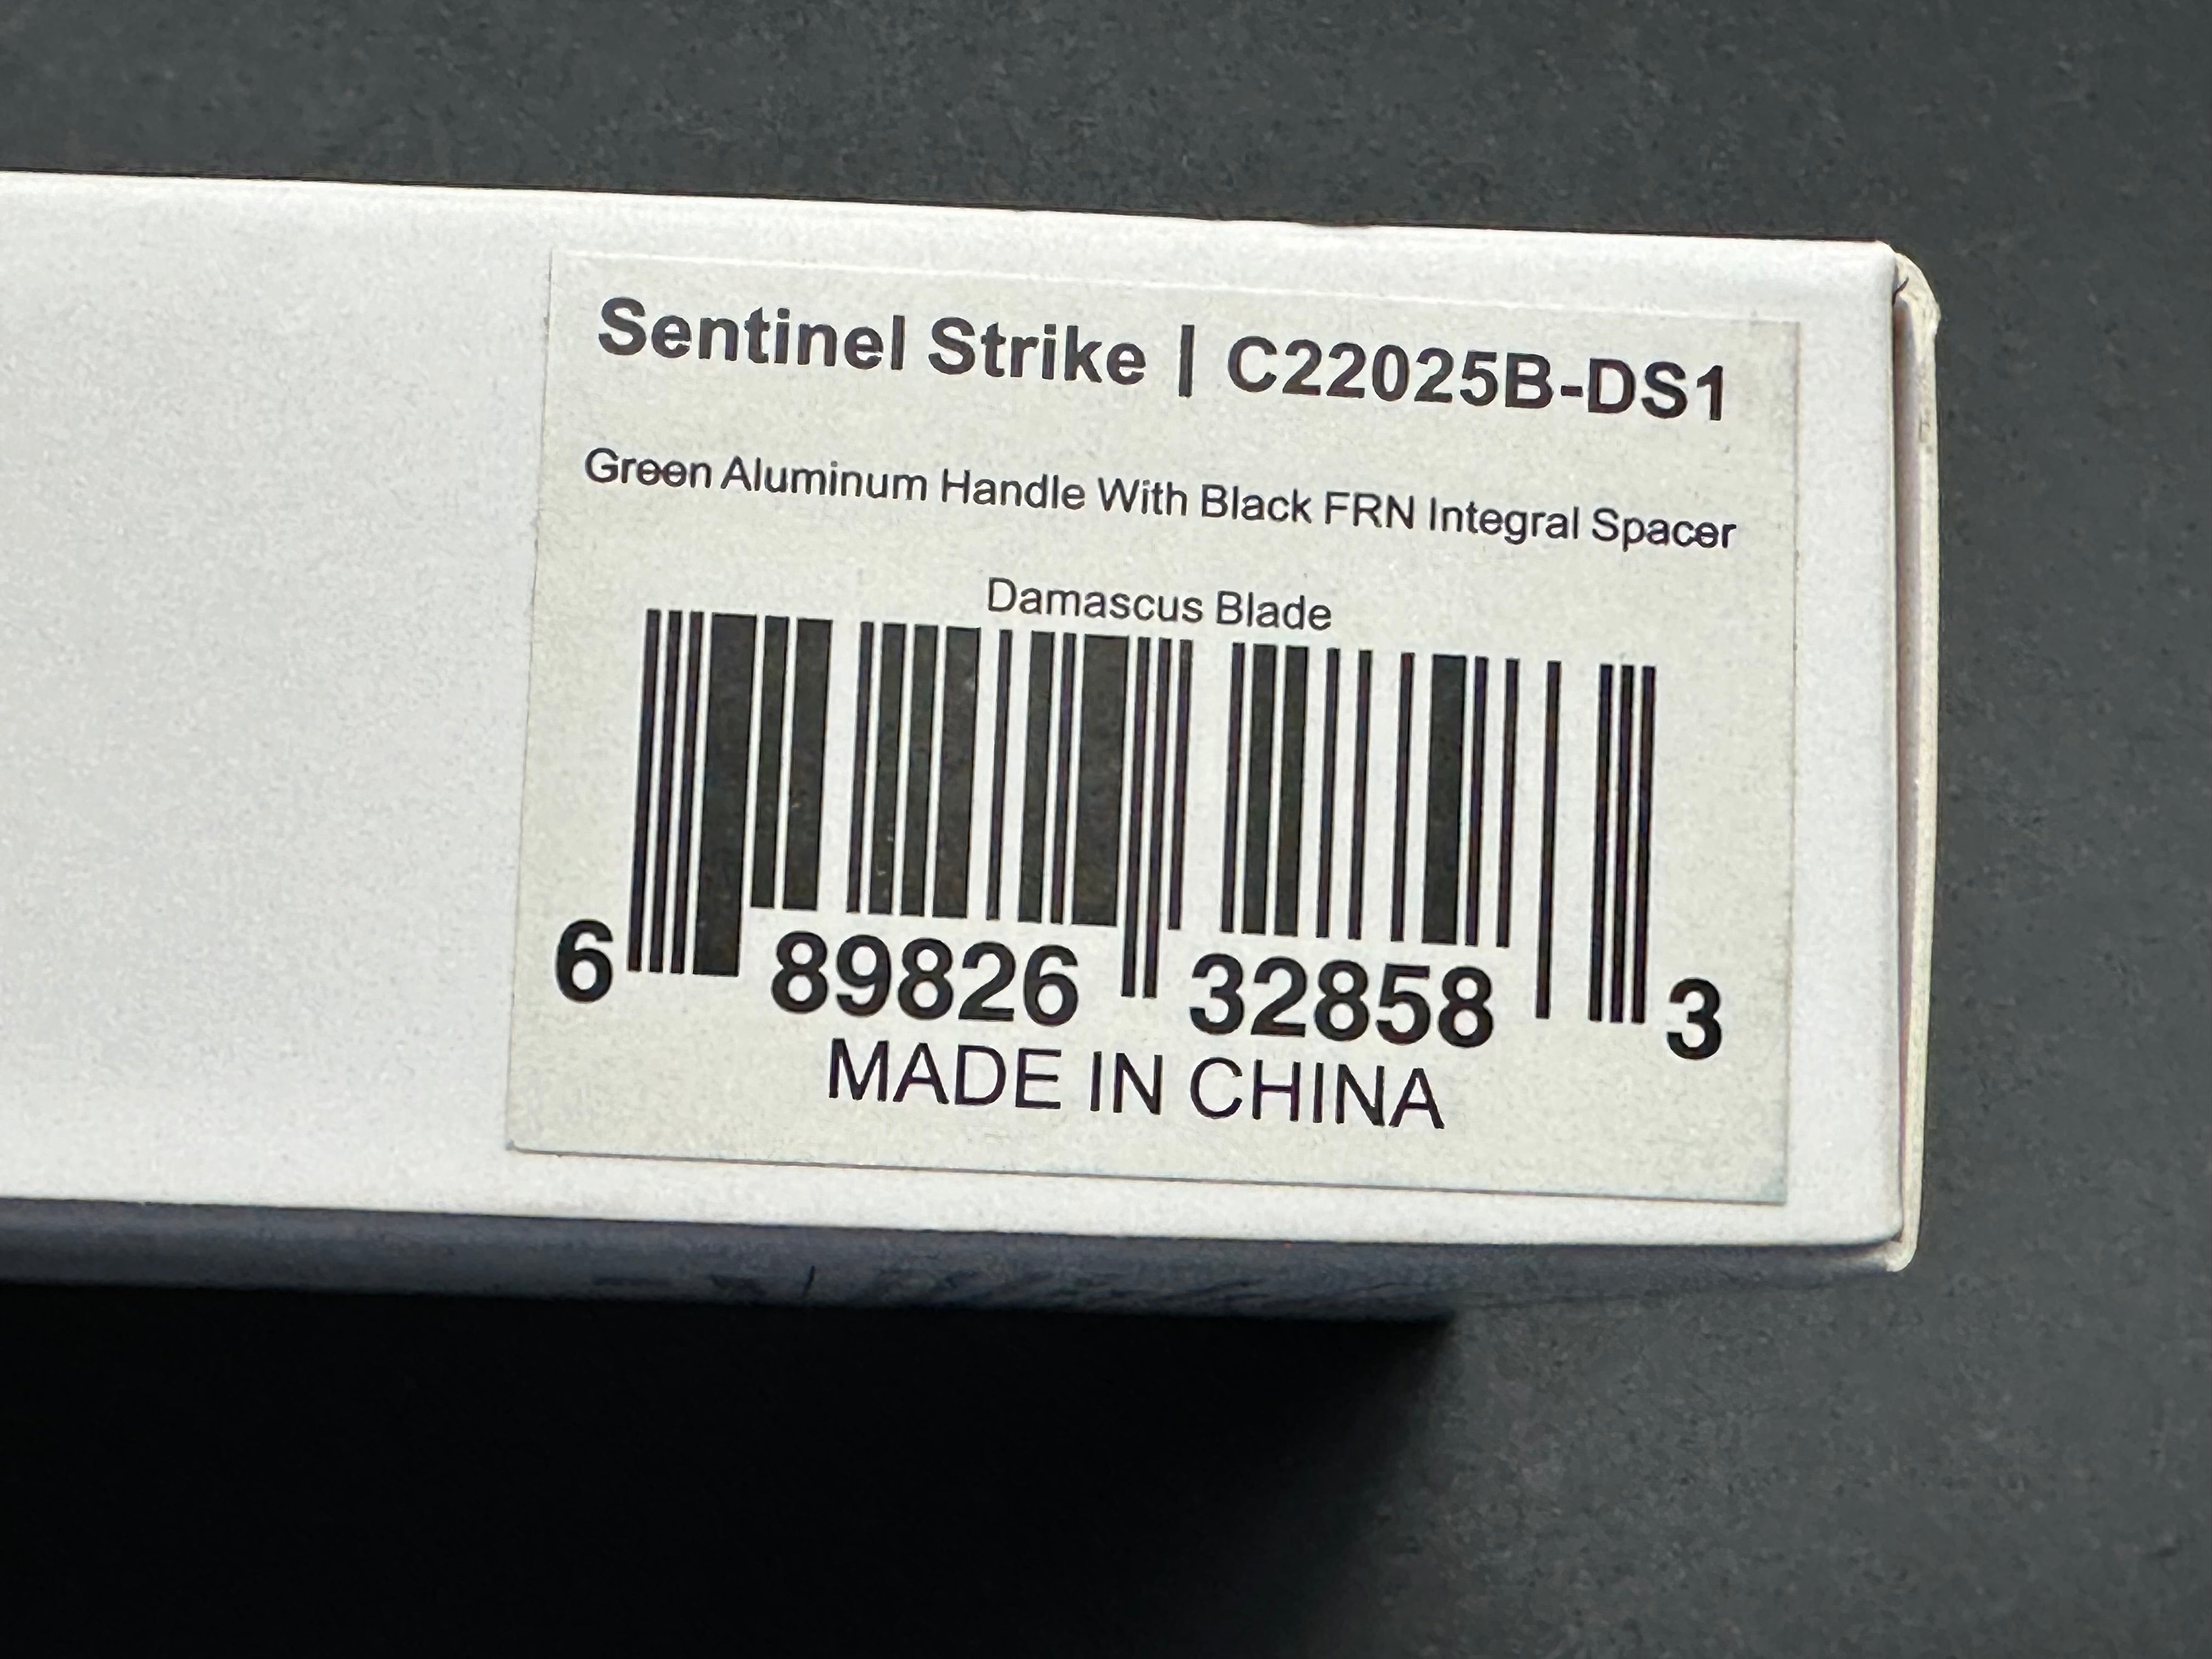 Sentinel Strike | C22025B-DS1
Green Aluminum Handle With Black FRN Integral Spacer
Damascus Blade
6 89826 32858 3
MADE IN CHINA